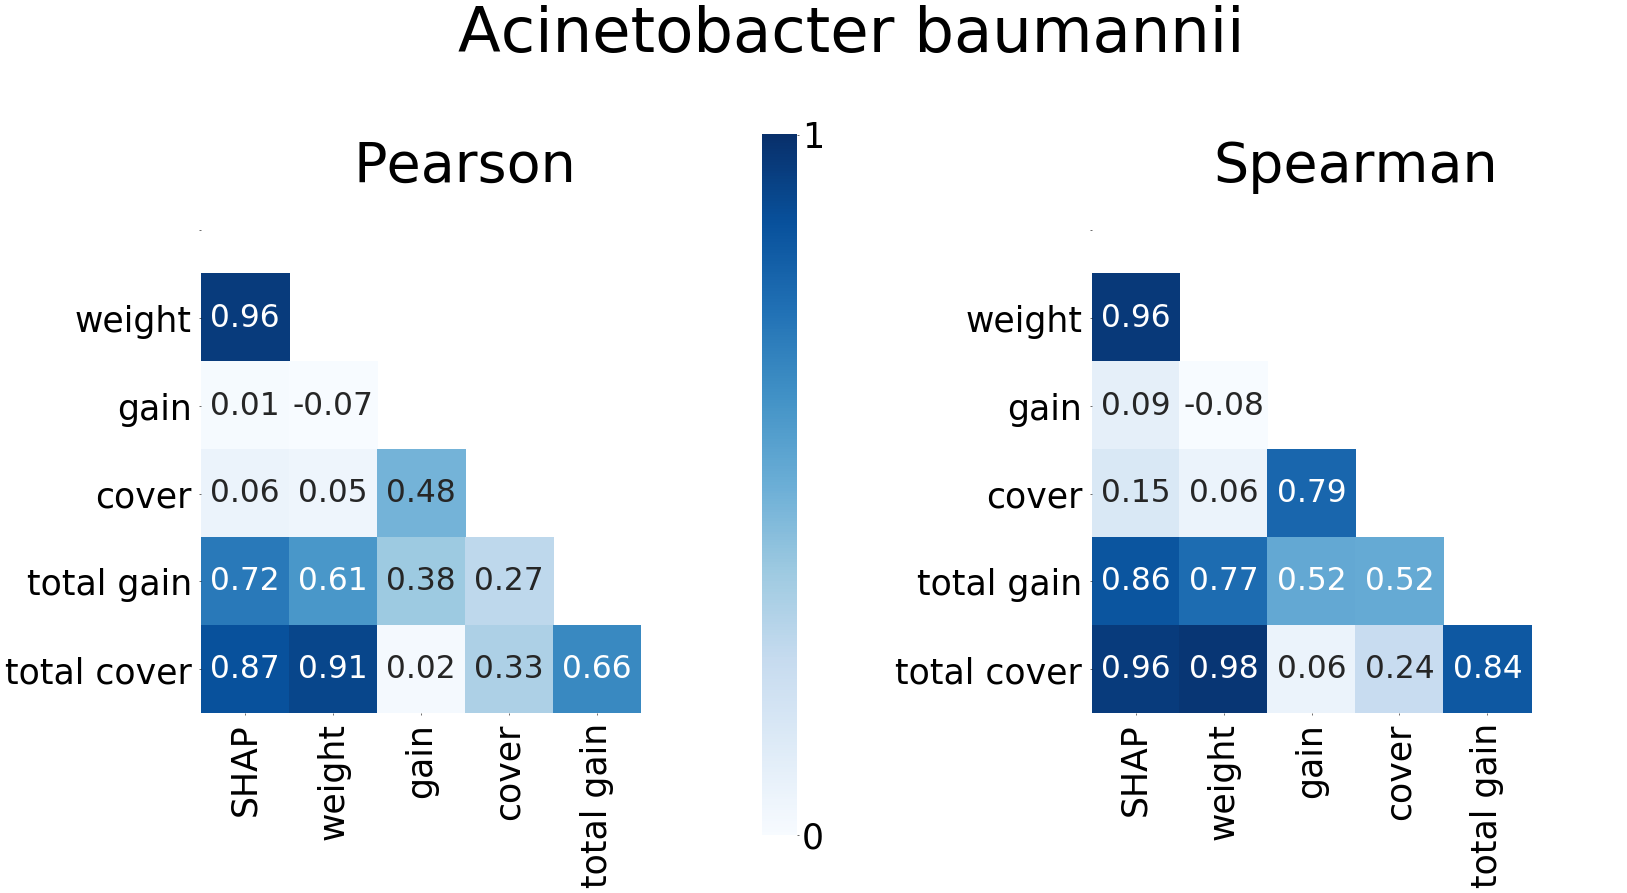 Acinetobacter baumannii
Pearson
weight 0.96
gain 0.01 -0.07
cover 0.06 0.05 0.48
total gain 0.72 0.61 0.38 0.27
total cover 0.87 0.91 0.02 0.33 0.66
SHAP weight gain cover total gain
1
0
Spearman
weight 0.96
gain 0.09 -0.08
cover 0.15 0.06 0.79
total gain 0.86 0.77 0.52 0.52
total cover 0.96 0.98 0.06 0.24 0.84
SHAP weight gain cover total gain